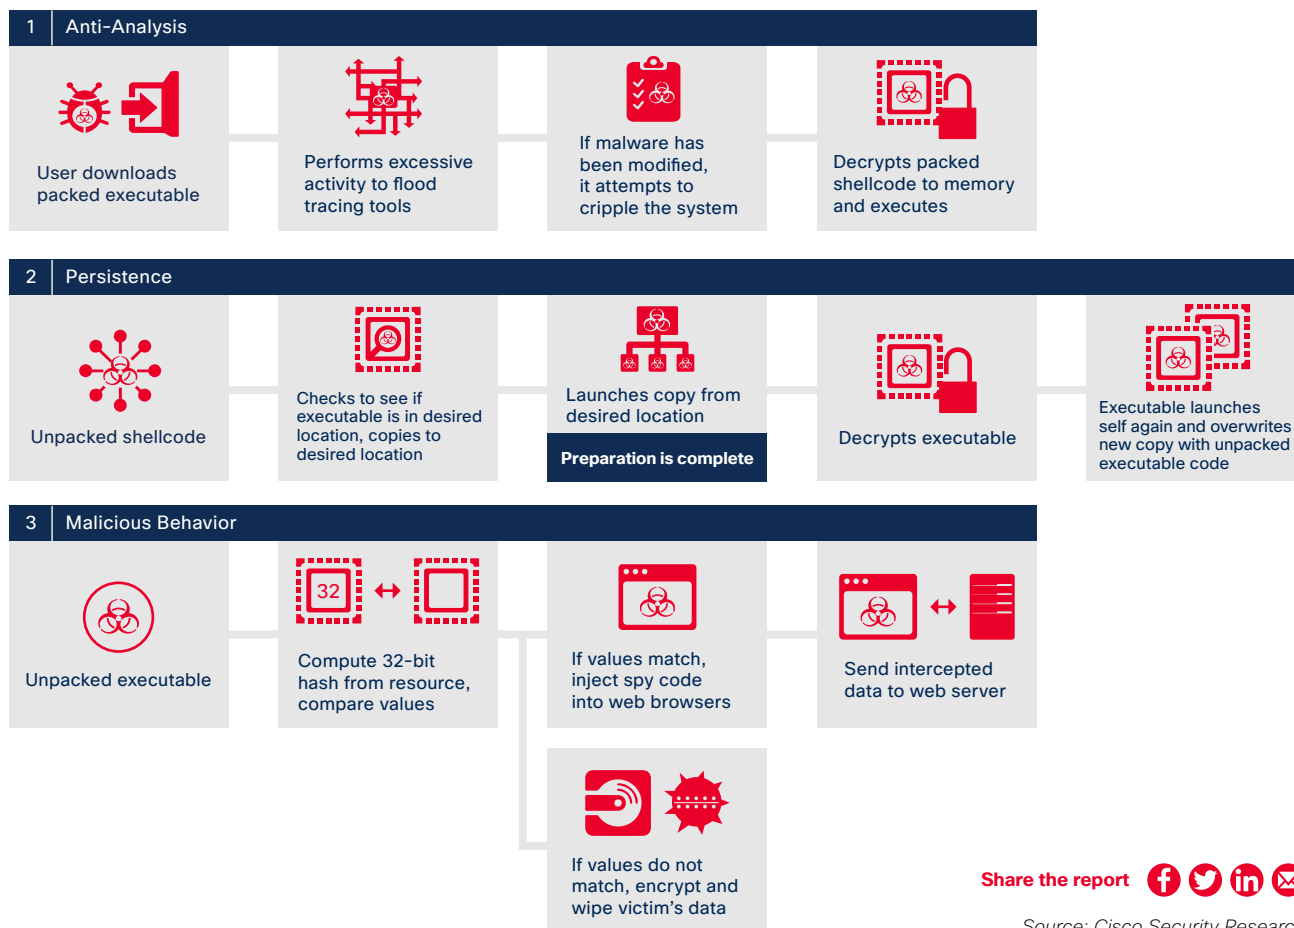 1 Anti-Analysis
User downloads
packed executable
Performs excessive
activity to flood
tracing tools
If malware has
been modified,
it attempts to
cripple the system
Decrypts packed
shellcode to memory
and executes
2 Persistence
Unpacked shellcode
Checks to see if
executable is in desired
location, copies to
desired location
Launches copy from
desired location
Preparation is complete
Decrypts executable
Executable launches
self again and overwrites
new copy with unpacked
executable code
3 Malicious Behavior
Unpacked executable
32
Compute 32-bit
hash from resource,
compare values
If values match,
inject spy code
into web browsers
Send intercepted
data to web server
If values do not
match, encrypt and
wipe victim's data
Share the report
Source: Cisco Security Research